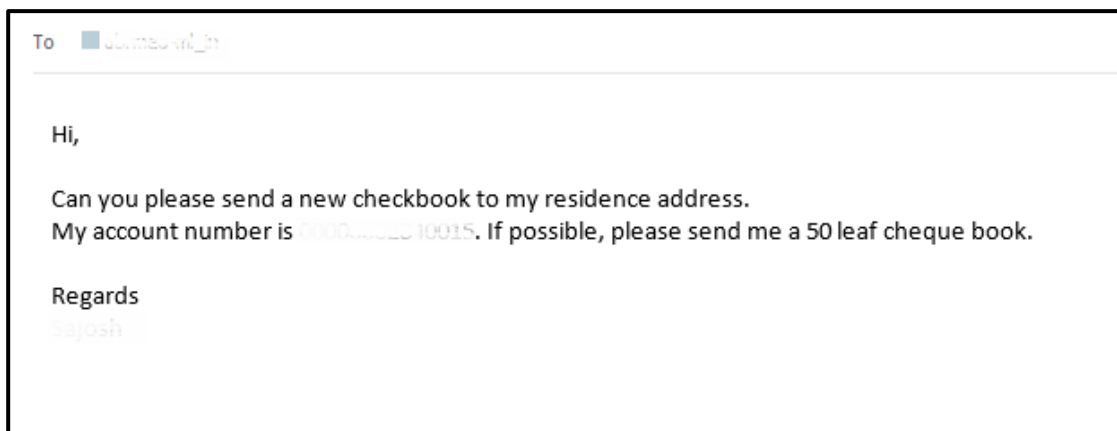 To
Hi,
Can you please send a new checkbook to my residence address.
My account number is . If possible, please send me a 50 leaf cheque book.
Regards
Sajosh